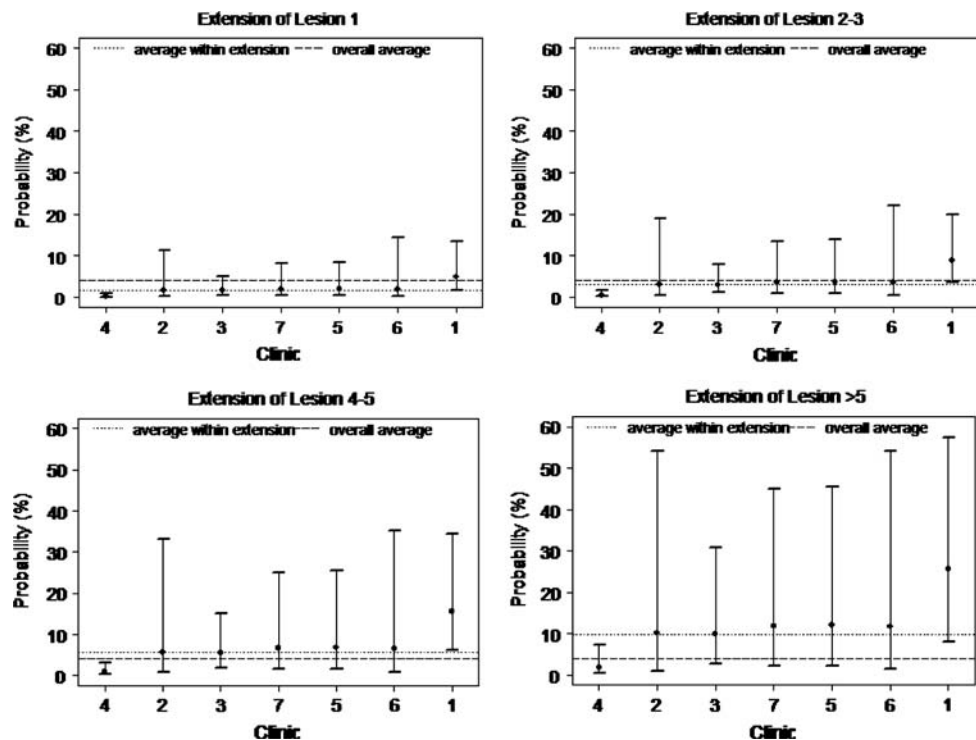 Extension of Lesion 1
average within extension overall average
60
50
40
30
20
10
0
Probability (%)
4 2 3 7 5 6 1
Clinic
Extension of Lesion 2-3
average within extension overall average
60
50
40
30
20
10
0
Probability (%)
4 2 3 7 5 6 1
Clinic
Extension of Lesion 4-5
average within extension overall average
60
50
40
30
20
10
0
Probability (%)
4 2 3 7 5 6 1
Clinic
Extension of Lesion >5
average within extension overall average
60
50
40
30
20
10
0
Probability (%)
4 2 3 7 5 6 1
Clinic